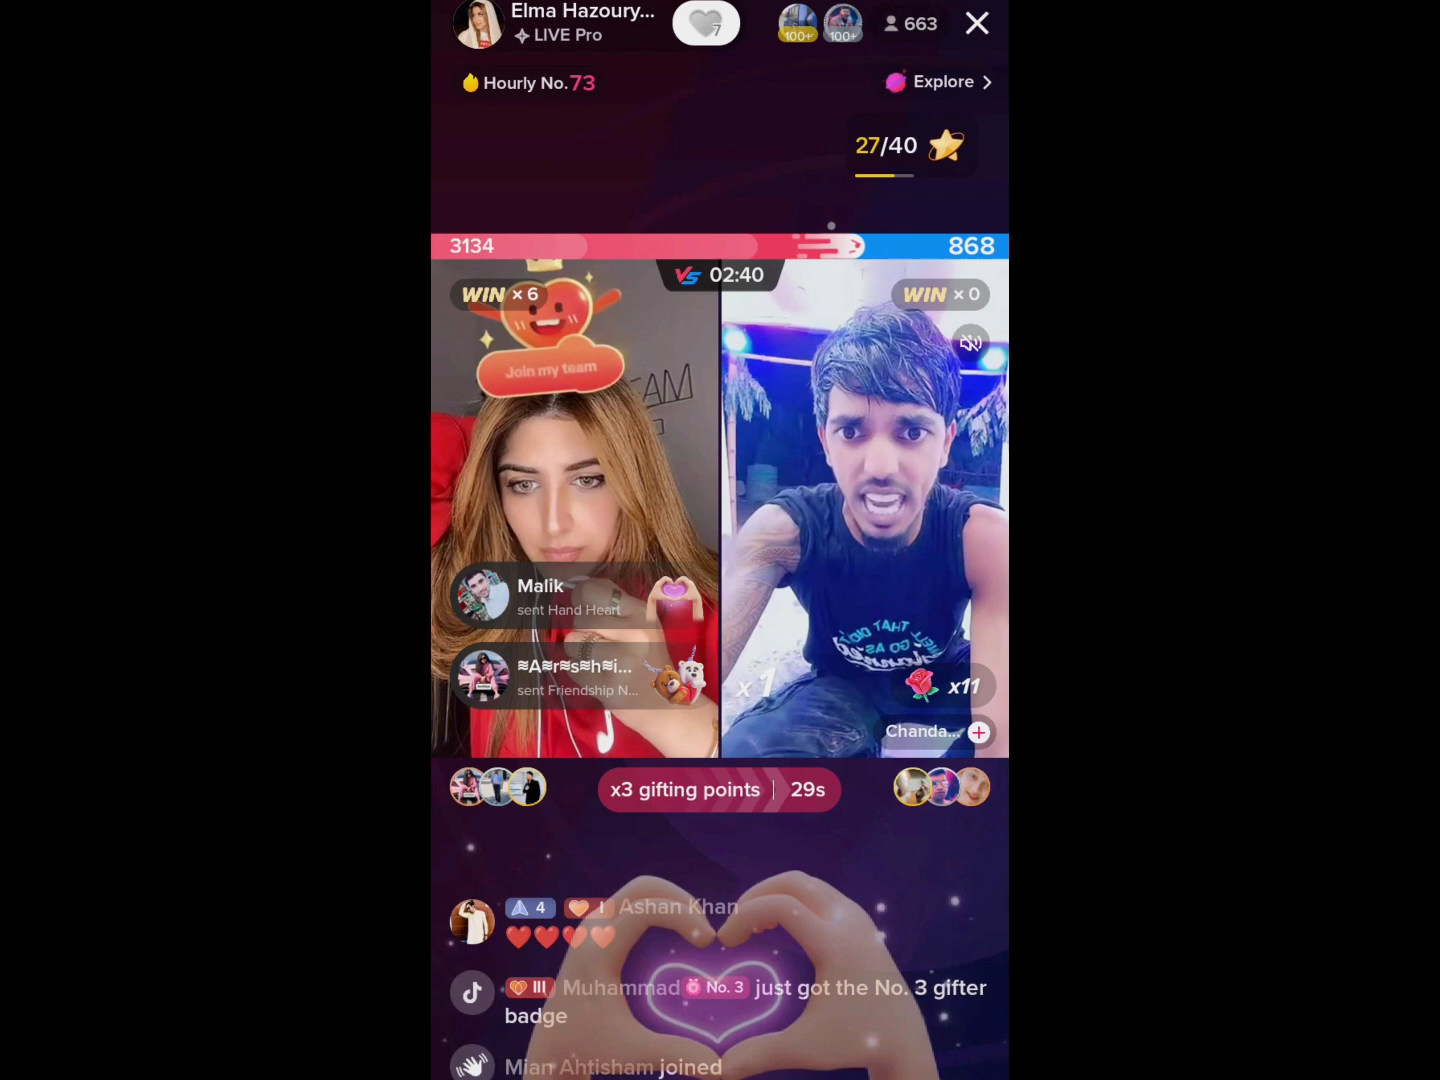 Elma Hazoury...
LIVE Pro
7
100+
100+
663
Hourly No.73
Explore
27/40
3134
868
VS 02:40
WIN × 6
WIN × 0
Join my team
Malik
sent Hand Heart
≋A≋r≋s≋h≋i...
sent Friendship N...
x1
x11
Chanda...
x3 gifting points | 29s
4 I Ashan Khan
❤️❤️❤️❤️
III Muhammad No. 3 just got the No. 3 gifter
badge
Mian Ahtisham joined